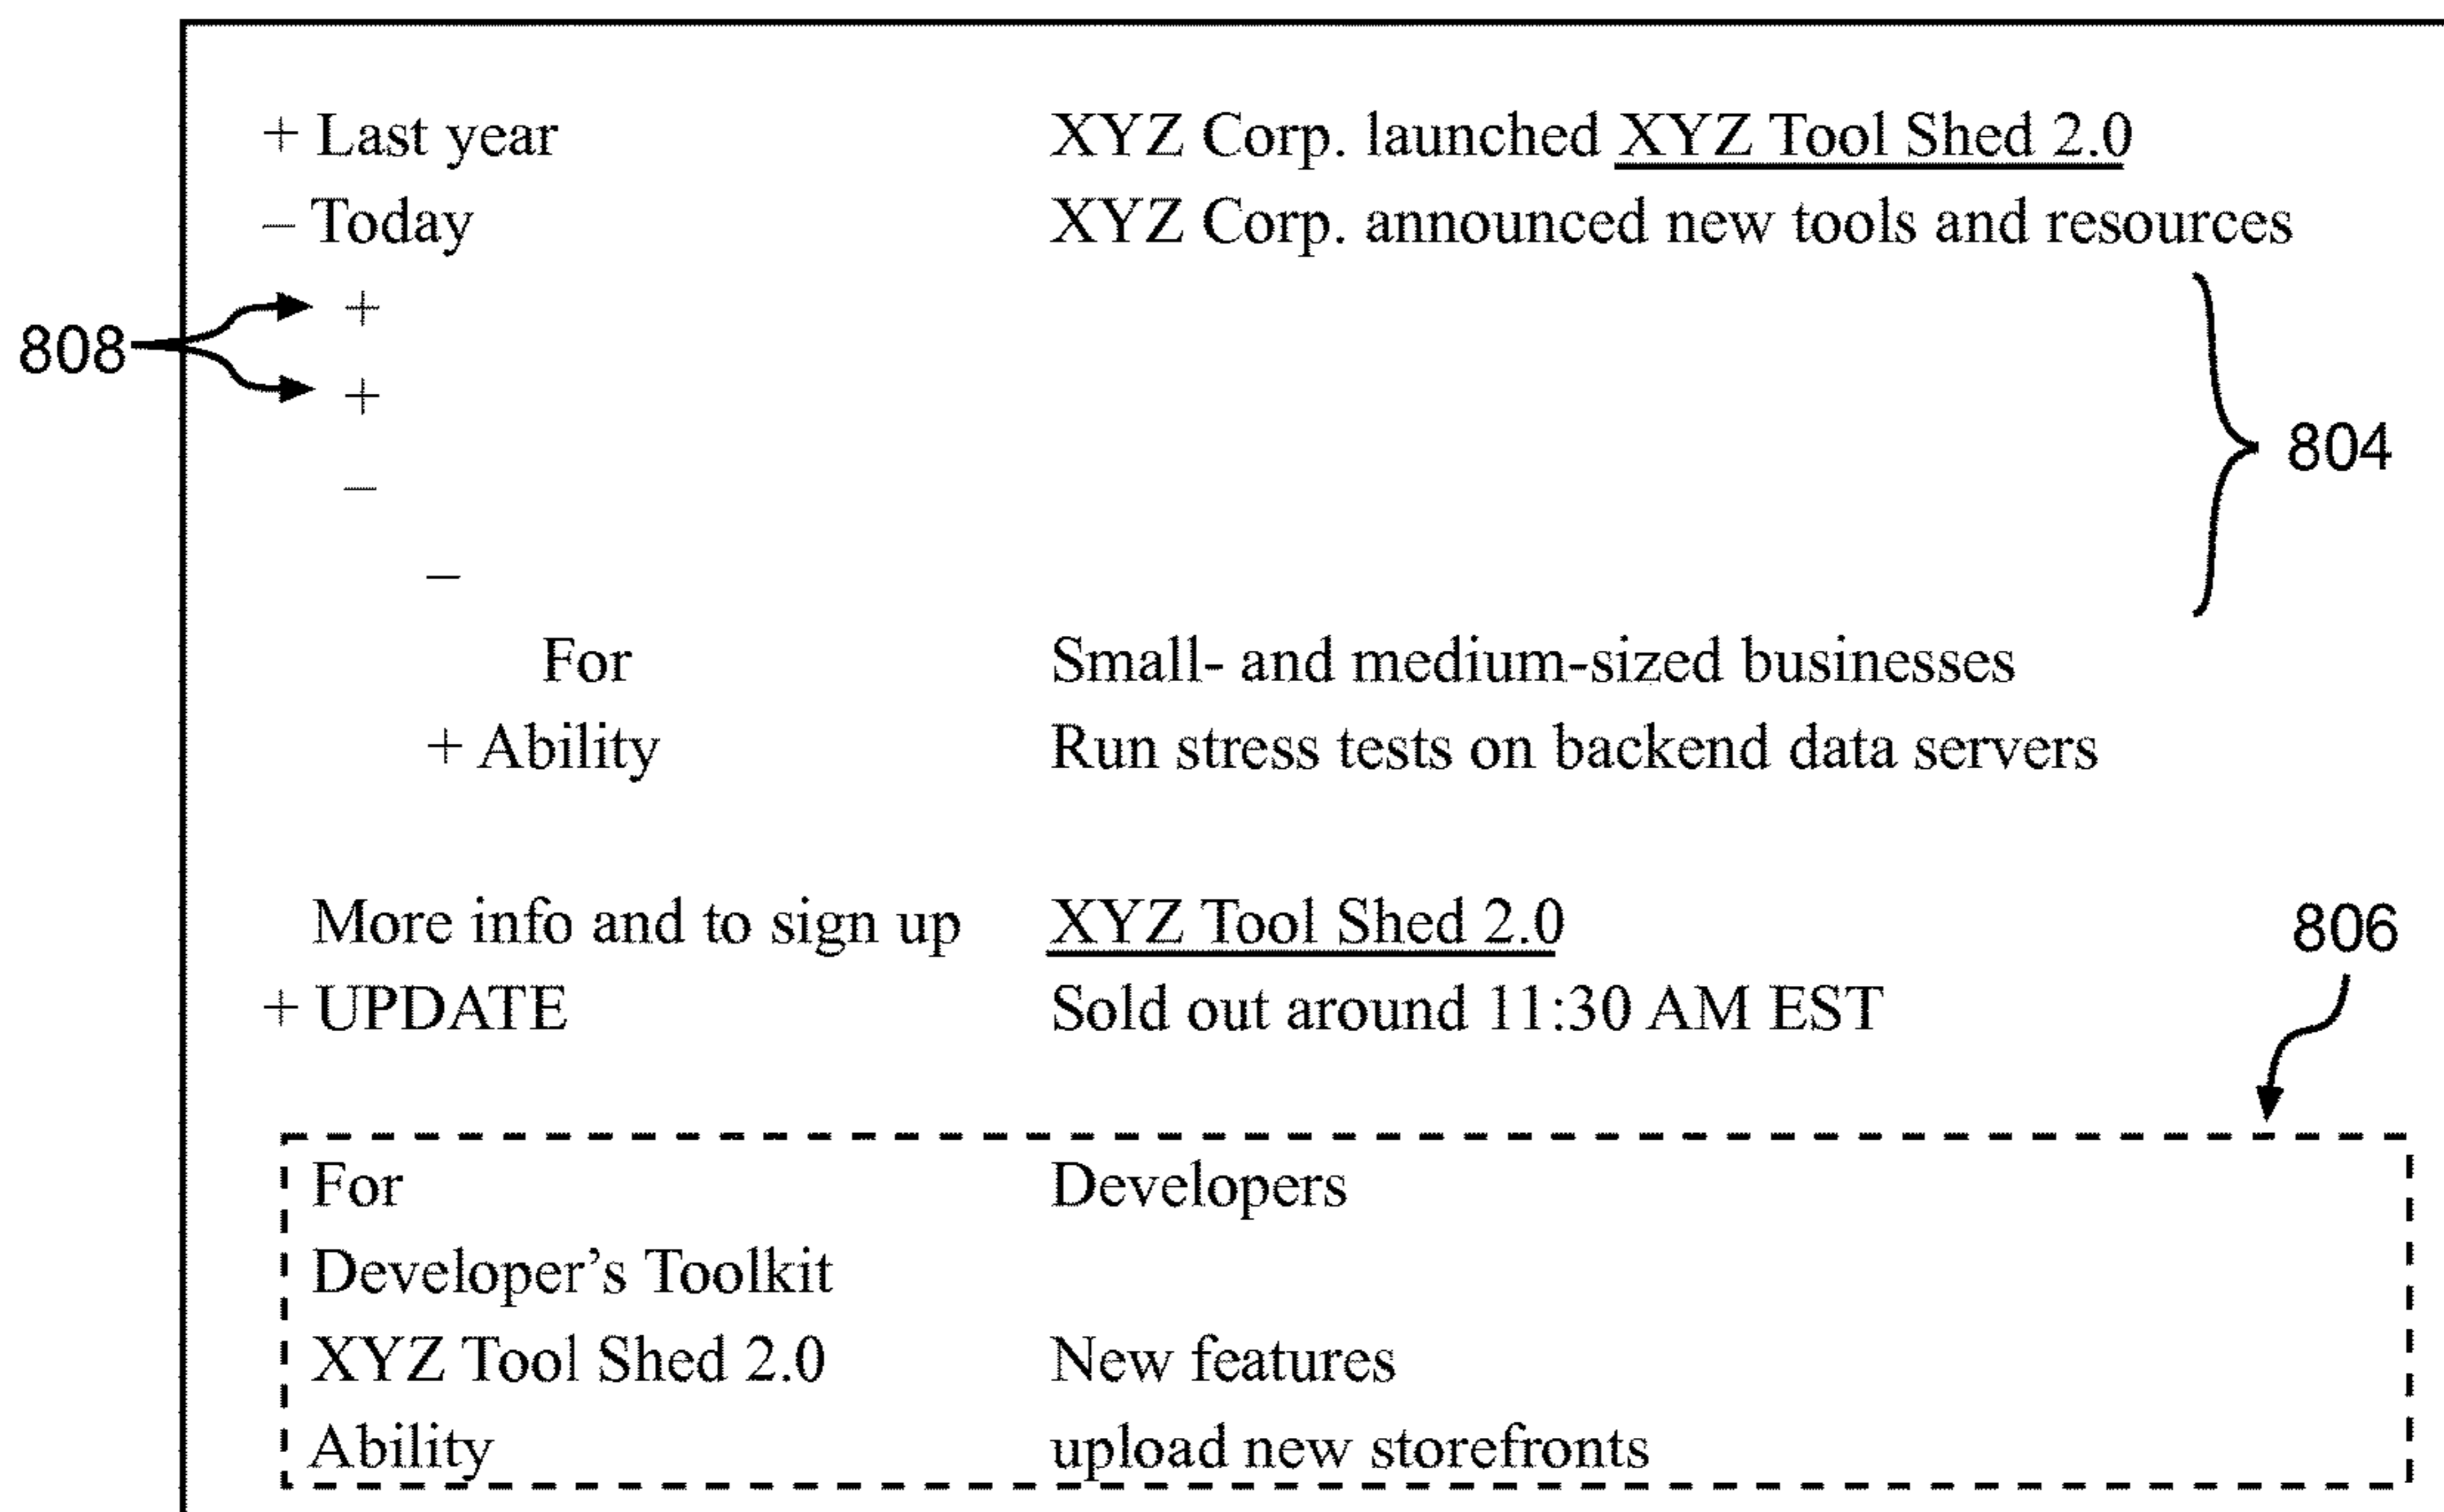 + Last year XYZ Corp. launched XYZ Tool Shed 2.0
– Today XYZ Corp. announced new tools and resources
+
808
+
804
–
–
For Small- and medium-sized businesses
+ Ability Run stress tests on backend data servers
More info and to sign up XYZ Tool Shed 2.0
806
+ UPDATE Sold out around 11:30 AM EST
For Developers
Developer’s Toolkit
XYZ Tool Shed 2.0 New features
Ability upload new storefronts